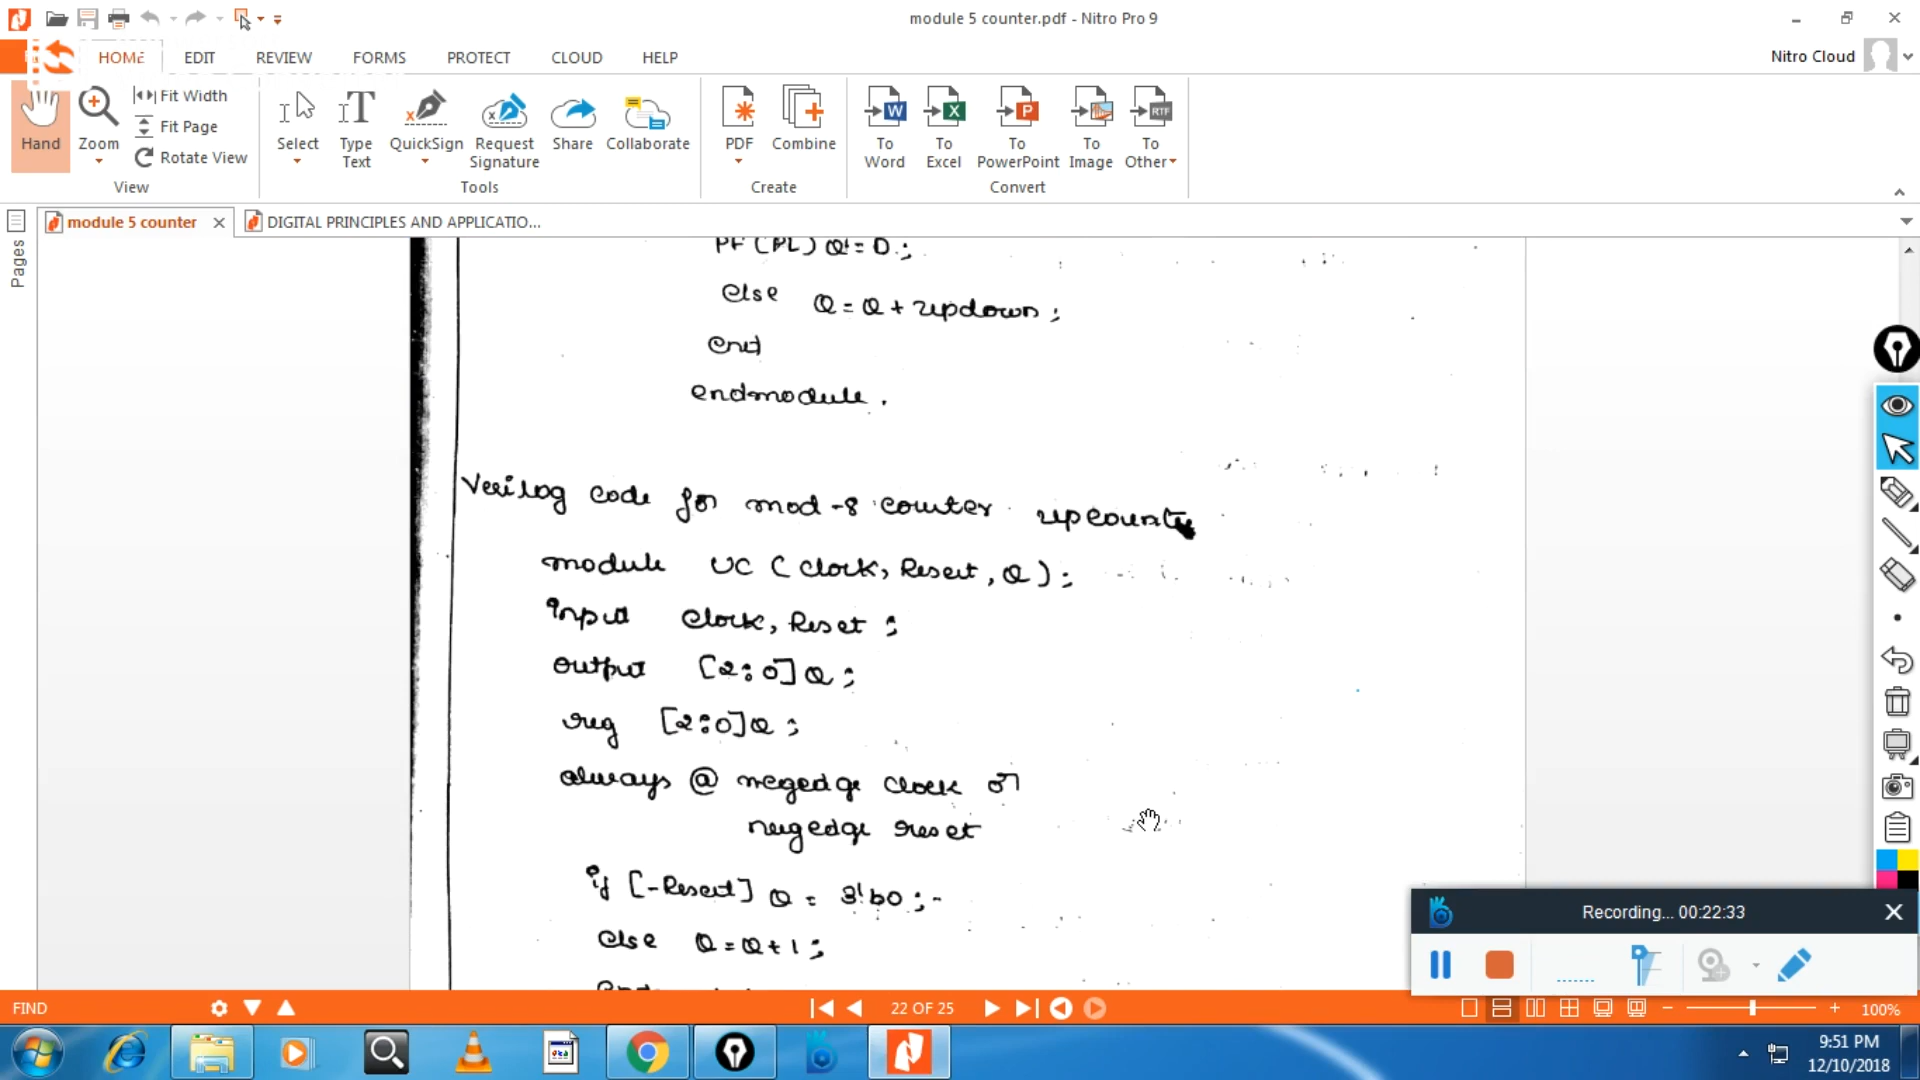 module 5 counter.pdf - Nitro Pro 9
HOME EDIT REVIEW FORMS PROTECT CLOUD HELP
Nitro Cloud
Hand
Zoom
Fit Width
Fit Page
Rotate View
Select
Type Text
QuickSign
Request Signature
Share
Collaborate
PDF
Combine
To Word
To Excel
To PowerPoint
To Image
To Other
View
Tools
Create
Convert
module 5 counter
DIGITAL PRINCIPLES AND APPLICATIO...
Pages
else Q = Q + updown ;
end
endmodule .
Verilog code for mod-8 counter upcounter
module UC ( clock, Reset, Q ) ;
input clock, Reset ;
output [2:0] Q ;
reg [2:0] Q ;
always @ negedge clock or
negedge reset
if [-Reset] Q = 3'b0 ;
else Q = Q + 1 ;
Recording... 00:22:33
FIND
22 OF 25
100%
9:51 PM
12/10/2018